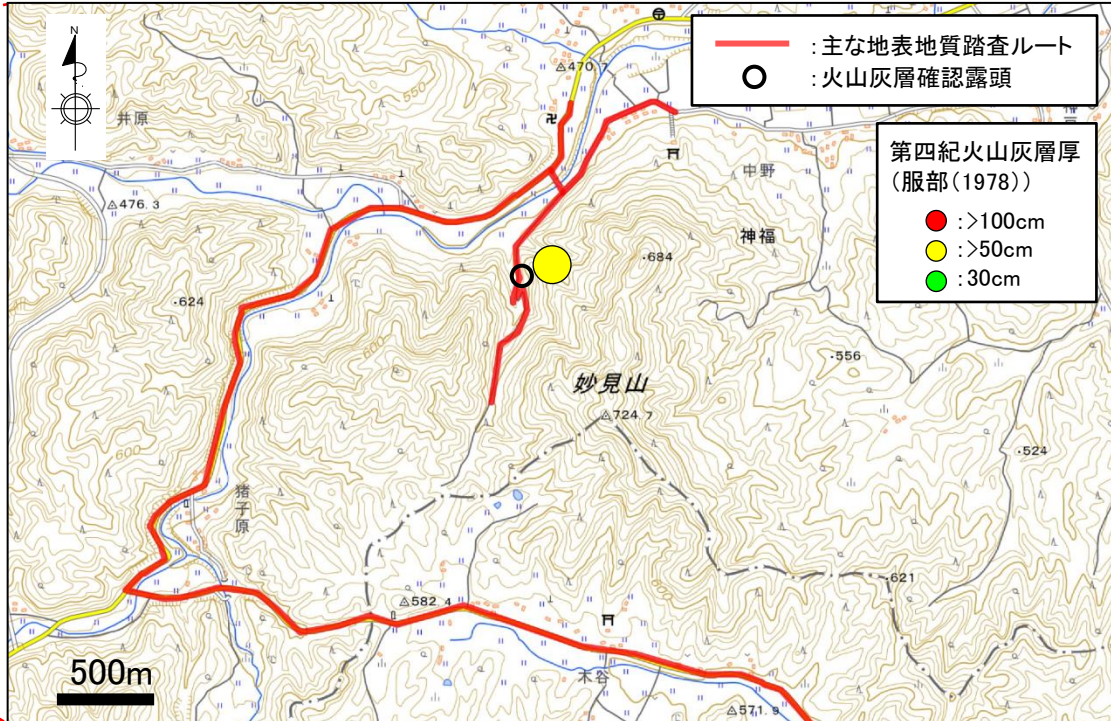 N
:主な地表地質踏査ルート
:火山灰層確認露頭
第四紀火山灰層厚
(服部(1978))
:>100cm
:>50cm
:30cm
470.7
550
井原
476.3
中野
神福
684
624
600
556
妙見山
724.7
524
600
猪子原
621
582.4
木谷
571.9
500m